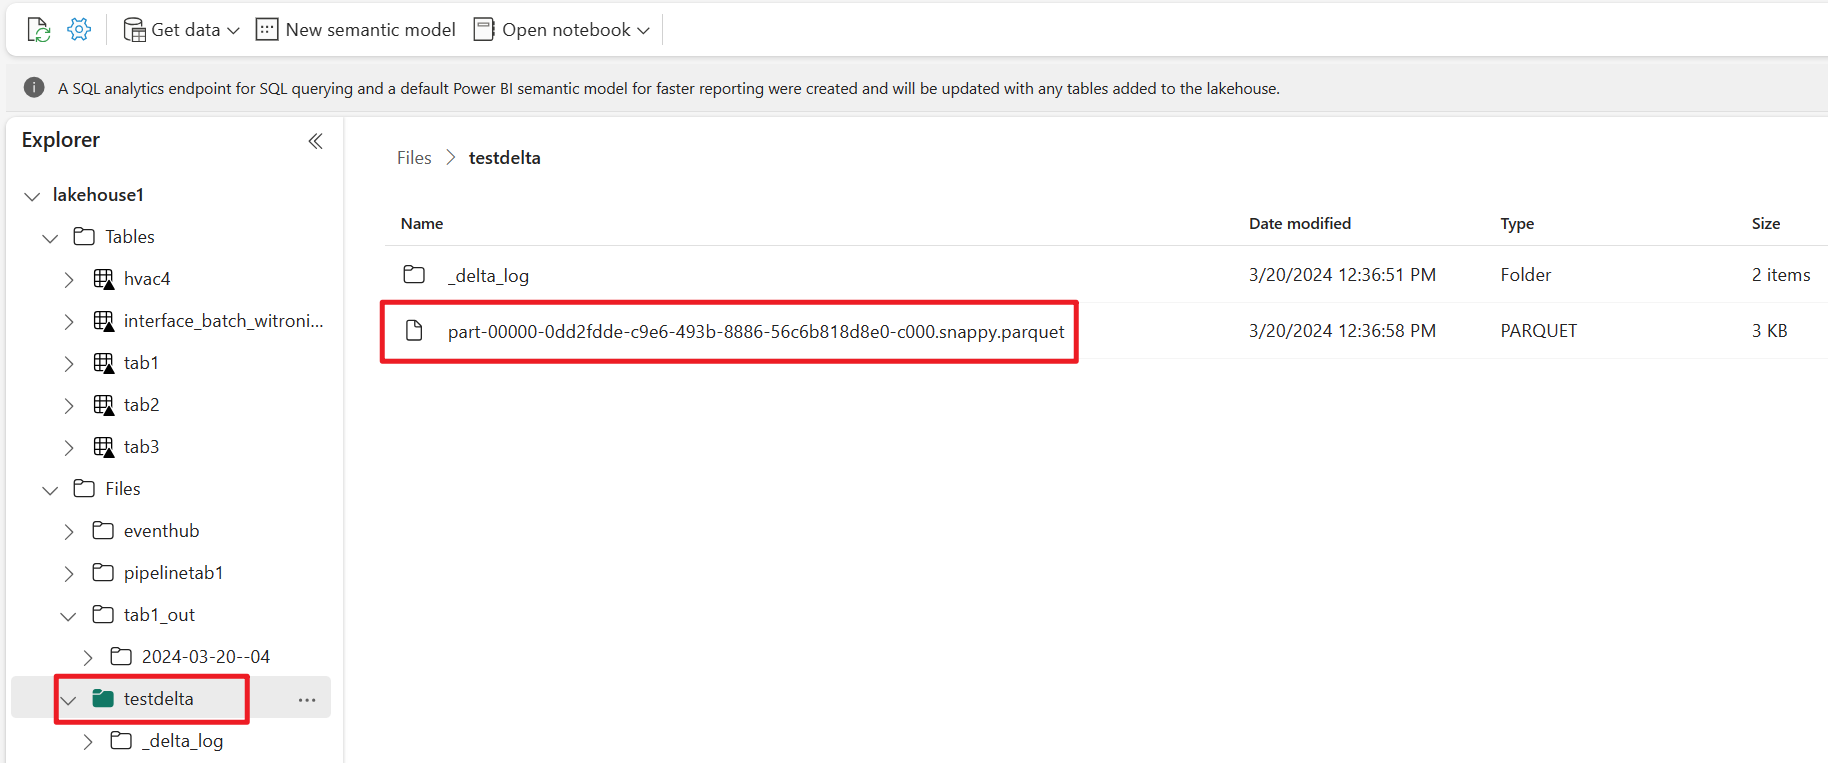 Get data New semantic model Open notebook
A SQL analytics endpoint for SQL querying and a default Power BI semantic model for faster reporting were created and will be updated with any tables added to the lakehouse.
Explorer
lakehouse1
Tables
hvac4
interface_batch_witroni...
tab1
tab2
tab3
Files
eventhub
pipelinetab1
tab1_out
2024-03-20--04
testdelta ...
_delta_log
Files > testdelta
Name Date modified Type Size
_delta_log 3/20/2024 12:36:51 PM Folder 2 items
part-00000-0dd2fdde-c9e6-493b-8886-56c6b818d8e0-c000.snappy.parquet 3/20/2024 12:36:58 PM PARQUET 3 KB